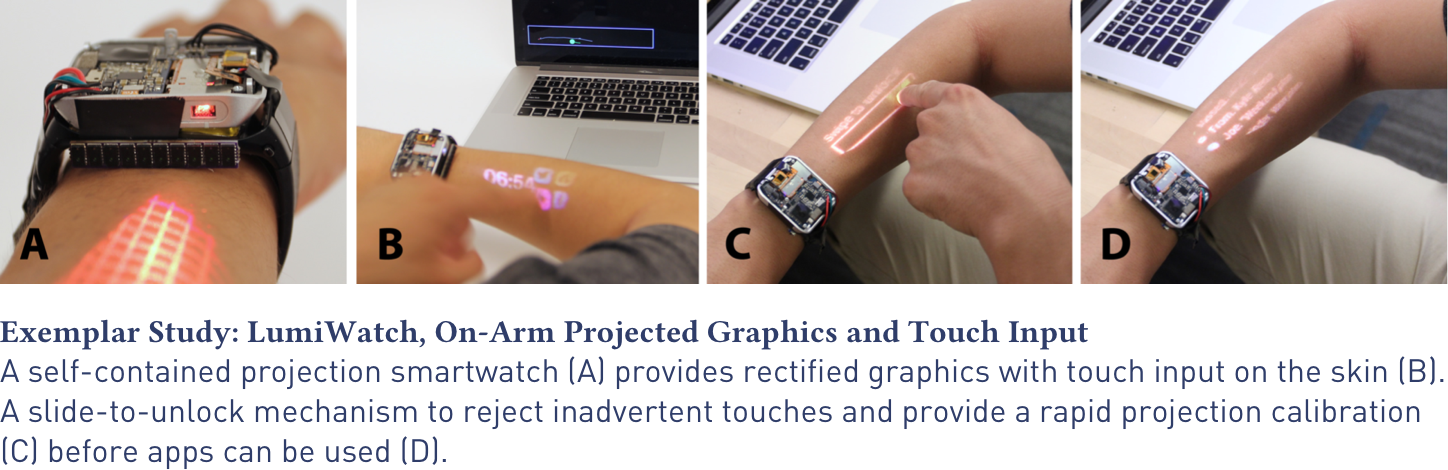 A
B
06:54
C
D
Exemplar Study: LumiWatch, On-Arm Projected Graphics and Touch Input
A self-contained projection smartwatch (A) provides rectified graphics with touch input on the skin (B).
A slide-to-unlock mechanism to reject inadvertent touches and provide a rapid projection calibration
(C) before apps can be used (D).